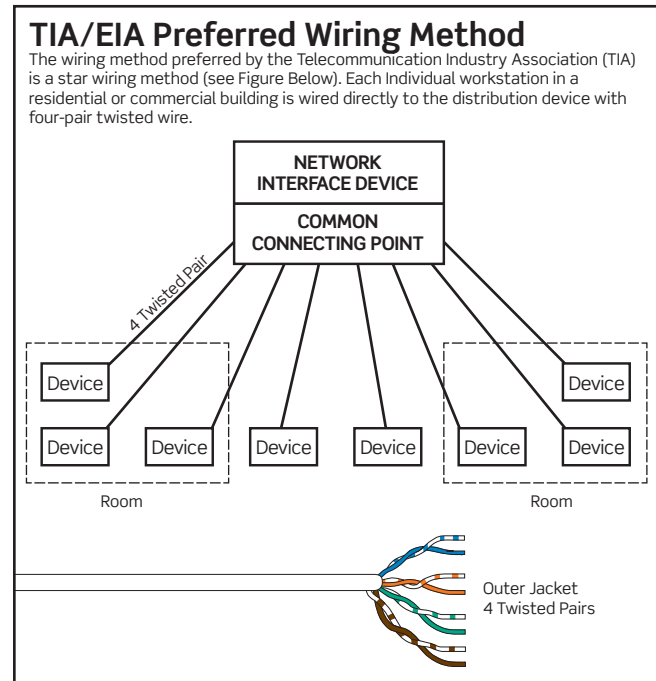 TIA/EIA Preferred Wiring Method
The wiring method preferred by the Telecommunication Industry Association (TIA)
is a star wiring method (see Figure Below). Each Individual workstation in a
residential or commercial building is wired directly to the distribution device with
four-pair twisted wire.
NETWORK
INTERFACE DEVICE
COMMON
CONNECTING POINT
4 Twisted Pair
Device
Device
Device
Device
Device
Device
Device
Device
Room
Room
Outer Jacket
4 Twisted Pairs